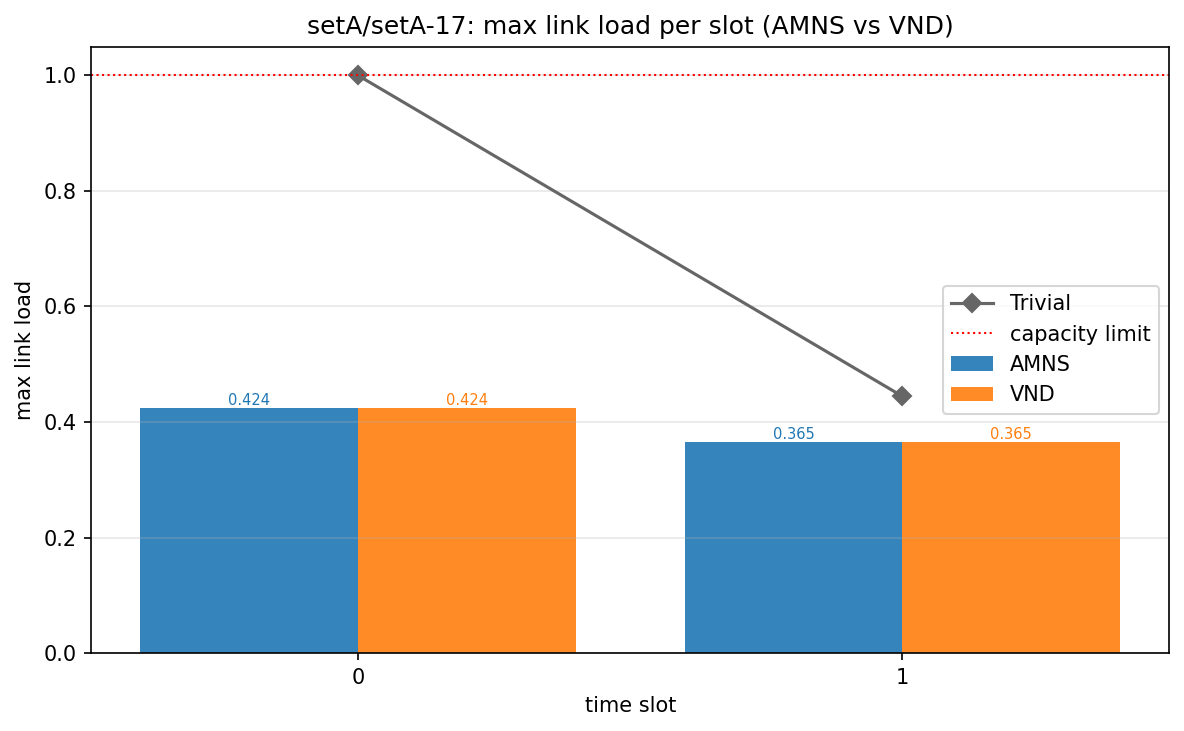 setA/setA-17: max link load per slot (AMNS vs VND)
max link load
1.0
0.8
0.6
0.4
0.2
0.0
0.424
0.424
0.365
0.365
Trivial
capacity limit
AMNS
VND
0
1
time slot